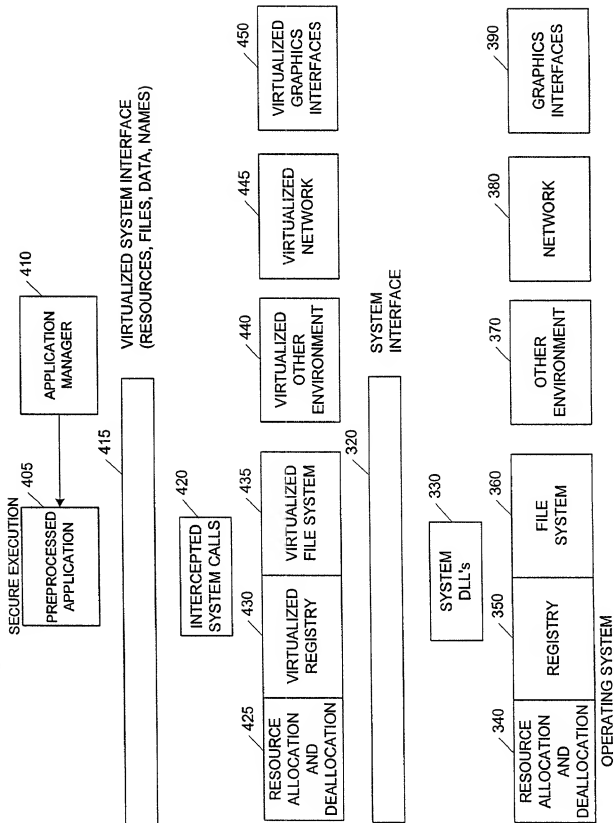 SECURE EXECUTION
405
PREPROCESSED
APPLICATION
410
APPLICATION
MANAGER
415
VIRTUALIZED SYSTEM INTERFACE
(RESOURCES, FILES, DATA, NAMES)
420
INTERCEPTED
SYSTEM CALLS
425
RESOURCE
ALLOCATION
AND
DEALLOCATION
430
VIRTUALIZED
REGISTRY
435
VIRTUALIZED
FILE SYSTEM
440
VIRTUALIZED
OTHER
ENVIRONMENT
445
VIRTUALIZED
NETWORK
450
VIRTUALIZED
GRAPHICS
INTERFACES
320
SYSTEM
INTERFACE
330
SYSTEM
DLL's
340
RESOURCE
ALLOCATION
AND
DEALLOCATION
350
REGISTRY
360
FILE
SYSTEM
370
OTHER
ENVIRONMENT
380
NETWORK
390
GRAPHICS
INTERFACES
OPERATING SYSTEM